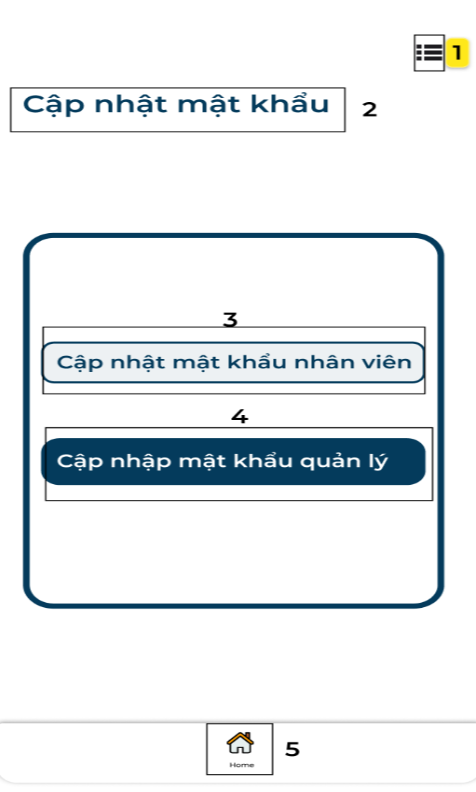 1
Cập nhật mật khẩu
2
3
Cập nhật mật khẩu nhân viên
4
Cập nhập mật khẩu quản lý
Home
5